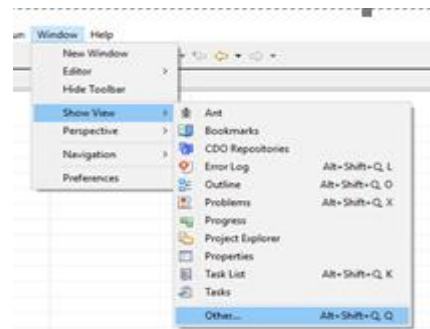 un Window Help
New Window
Editor
Hide Toolbar
Show View
Perspective
Navigation
Preferences
Ant
Bookmarks
CDO Repositories
Error Log Alt+Shift+Q, L
Outline Alt+Shift+Q, O
Problems Alt+Shift+Q, X
Progress
Project Explorer
Properties
Task List Alt+Shift+Q, K
Tasks
Other... Alt+Shift+Q, Q